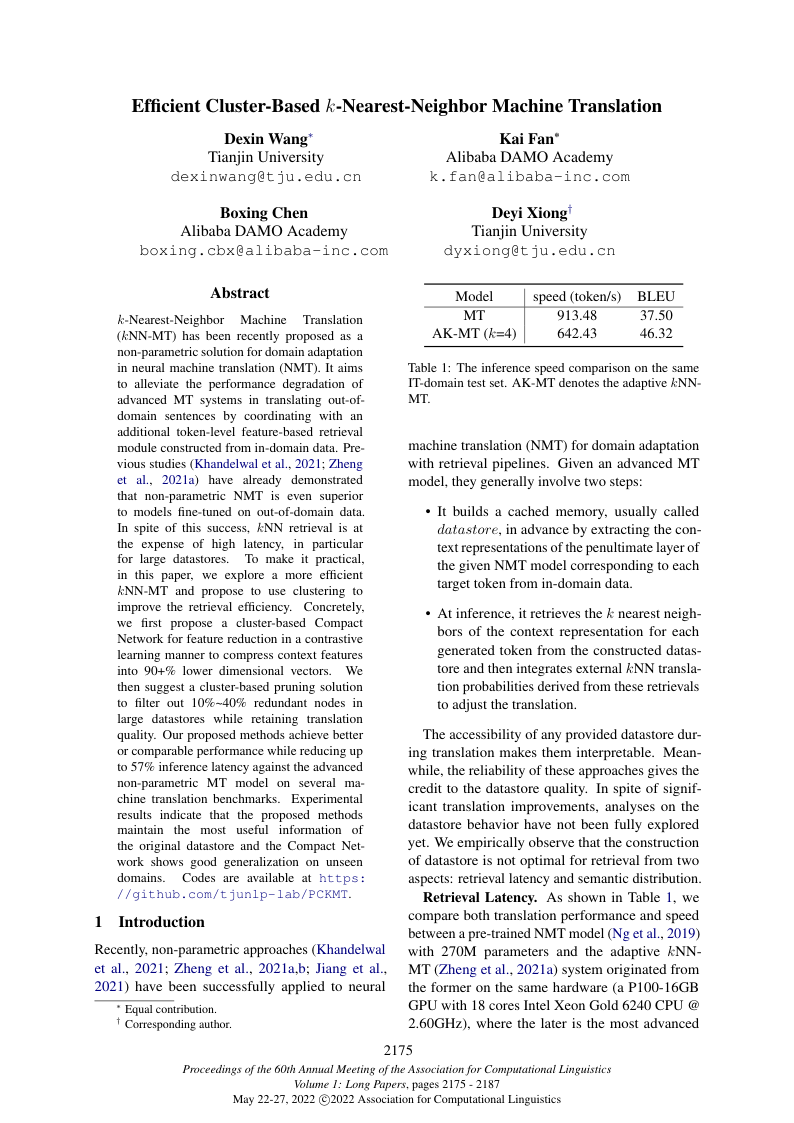 Efficient Cluster-Based k-Nearest-Neighbor Machine Translation
Dexin Wang*
Tianjin University
dexinwang@tju.edu.cn
Kai Fan*
Alibaba DAMO Academy
k.fan@alibaba-inc.com
Boxing Chen
Alibaba DAMO Academy
boxing.cbx@alibaba-inc.com
Deyi Xiong†
Tianjin University
dyxiong@tju.edu.cn
Abstract
k-Nearest-Neighbor Machine Translation
(kNN-MT) has been recently proposed as a
non-parametric solution for domain adaptation
in neural machine translation (NMT). It aims
to alleviate the performance degradation of
advanced MT systems in translating out-of-
domain sentences by coordinating with an
additional token-level feature-based retrieval
module constructed from in-domain data. Pre-
vious studies (Khandelwal et al., 2021; Zheng
et al., 2021a) have already demonstrated
that non-parametric NMT is even superior
to models fine-tuned on out-of-domain data.
In spite of this success, kNN retrieval is at
the expense of high latency, in particular
for large datastores. To make it practical,
in this paper, we explore a more efficient
kNN-MT and propose to use clustering to
improve the retrieval efficiency. Concretely,
we first propose a cluster-based Compact
Network for feature reduction in a contrastive
learning manner to compress context features
into 90+% lower dimensional vectors. We
then suggest a cluster-based pruning solution
to filter out 10%~40% redundant nodes in
large datastores while retaining translation
quality. Our proposed methods achieve better
or comparable performance while reducing up
to 57% inference latency against the advanced
non-parametric MT model on several ma-
chine translation benchmarks. Experimental
results indicate that the proposed methods
maintain the most useful information of
the original datastore and the Compact Net-
work shows good generalization on unseen
domains. Codes are available at https:
//github.com/tjunlp-lab/PCKMT.
1 Introduction
Recently, non-parametric approaches (Khandelwal
et al., 2021; Zheng et al., 2021a,b; Jiang et al.,
2021) have been successfully applied to neural
* Equal contribution.
† Corresponding author.
Model speed (token/s) BLEU
MT 913.48 37.50
AK-MT (k=4) 642.43 46.32
Table 1: The inference speed comparison on the same
IT-domain test set. AK-MT denotes the adaptive kNN-
MT.
machine translation (NMT) for domain adaptation
with retrieval pipelines. Given an advanced MT
model, they generally involve two steps:
• It builds a cached memory, usually called
datastore, in advance by extracting the con-
text representations of the penultimate layer of
the given NMT model corresponding to each
target token from in-domain data.
• At inference, it retrieves the k nearest neigh-
bors of the context representation for each
generated token from the constructed datas-
tore and then integrates external kNN transla-
tion probabilities derived from these retrievals
to adjust the translation.
The accessibility of any provided datastore dur-
ing translation makes them interpretable. Mean-
while, the reliability of these approaches gives the
credit to the datastore quality. In spite of signif-
icant translation improvements, analyses on the
datastore behavior have not been fully explored
yet. We empirically observe that the construction
of datastore is not optimal for retrieval from two
aspects: retrieval latency and semantic distribution.
Retrieval Latency. As shown in Table 1, we
compare both translation performance and speed
between a pre-trained NMT model (Ng et al., 2019)
with 270M parameters and the adaptive kNN-
MT (Zheng et al., 2021a) system originated from
the former on the same hardware (a P100-16GB
GPU with 18 cores Intel Xeon Gold 6240 CPU @
2.60GHz), where the later is the most advanced
2175
Proceedings of the 60th Annual Meeting of the Association for Computational Linguistics
Volume 1: Long Papers, pages 2175 - 2187
May 22-27, 2022 ©2022 Association for Computational Linguistics